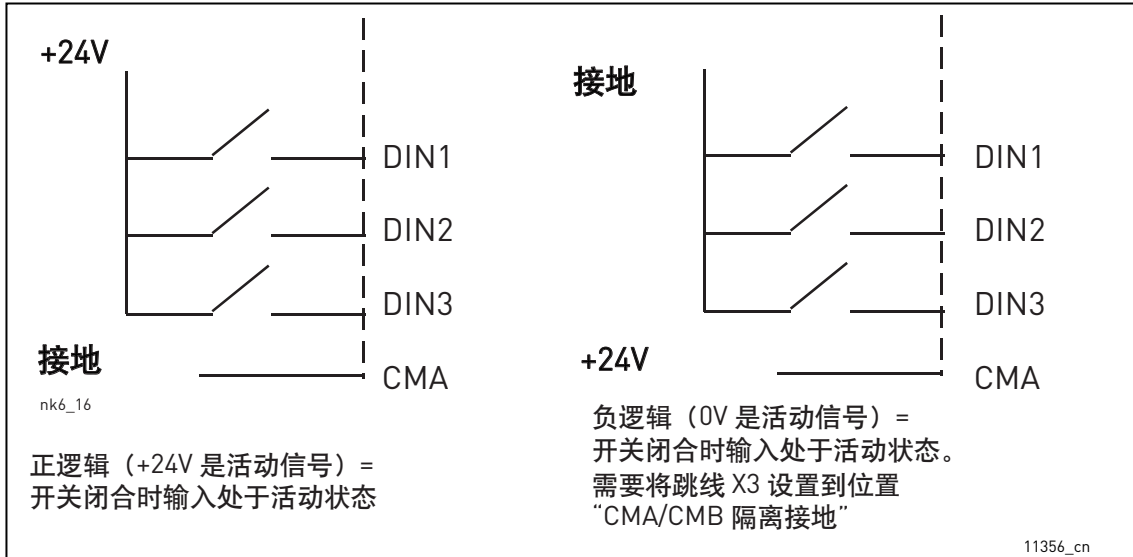 +24V
DIN1
DIN2
DIN3
接地
CMA
nk6_16
正逻辑（+24V 是活动信号）=
开关闭合时输入处于活动状态
接地
DIN1
DIN2
DIN3
+24V
CMA
负逻辑（0V 是活动信号）=
开关闭合时输入处于活动状态。
需要将跳线 X3 设置到位置
“CMA/CMB 隔离接地”
11356_cn